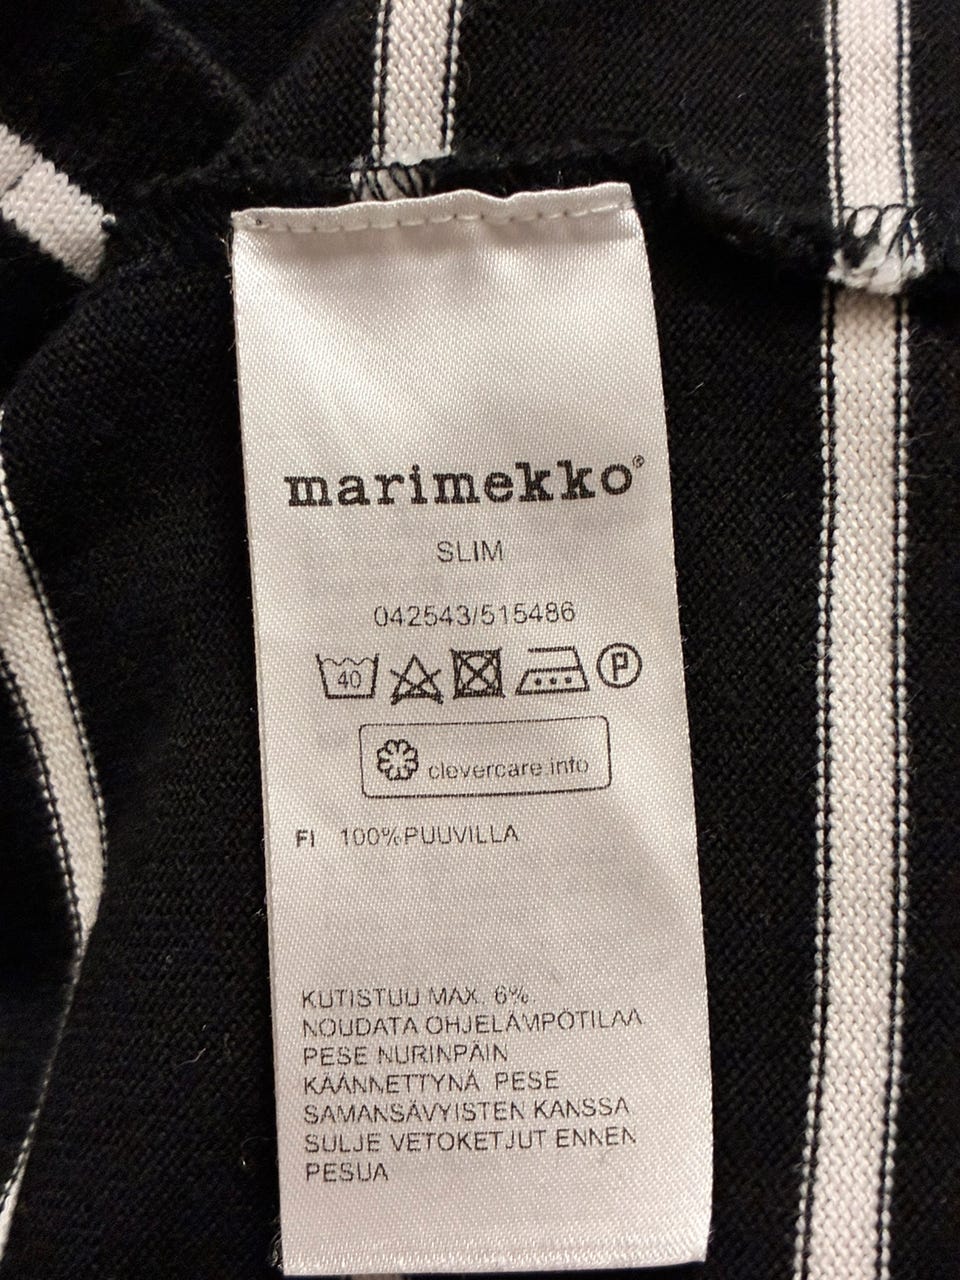 marimekko®
SLIM
042543/515486
40 P
clevercare.info
FI 100%PUUVILLA
KUTISTUU MAX. 6%.
NOUDATA OHJELÄMPÖTILAA
PESE NURINPÄIN
KÄÄNNETTYNÄ PESE
SAMANSÄVYISTEN KANSSA
SULJE VETOKETJUT ENNEN
PESUA